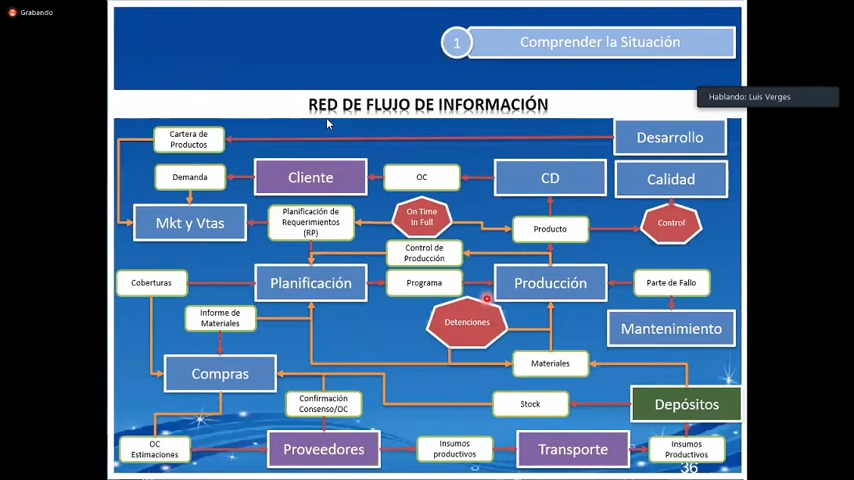 Grabando
1
Comprender la Situación
Hablando: Luis Verges
RED DE FLUJO DE INFORMACIÓN
Cartera de
Productos
Desarrollo
Demanda
Cliente
OC
CD
Calidad
Mkt y Vtas
Planificación de
Requerimientos
(RP)
On Time
In Full
Producto
Control
Control de
Producción
Coberturas
Planificación
Programa
Producción
Parte de Fallo
Informe de
Materiales
Detenciones
Mantenimiento
Compras
Materiales
Confirmación
Consenso/OC
Stock
Depósitos
OC
Estimaciones
Proveedores
Insumos
productivos
Transporte
Insumos
Productivos
36